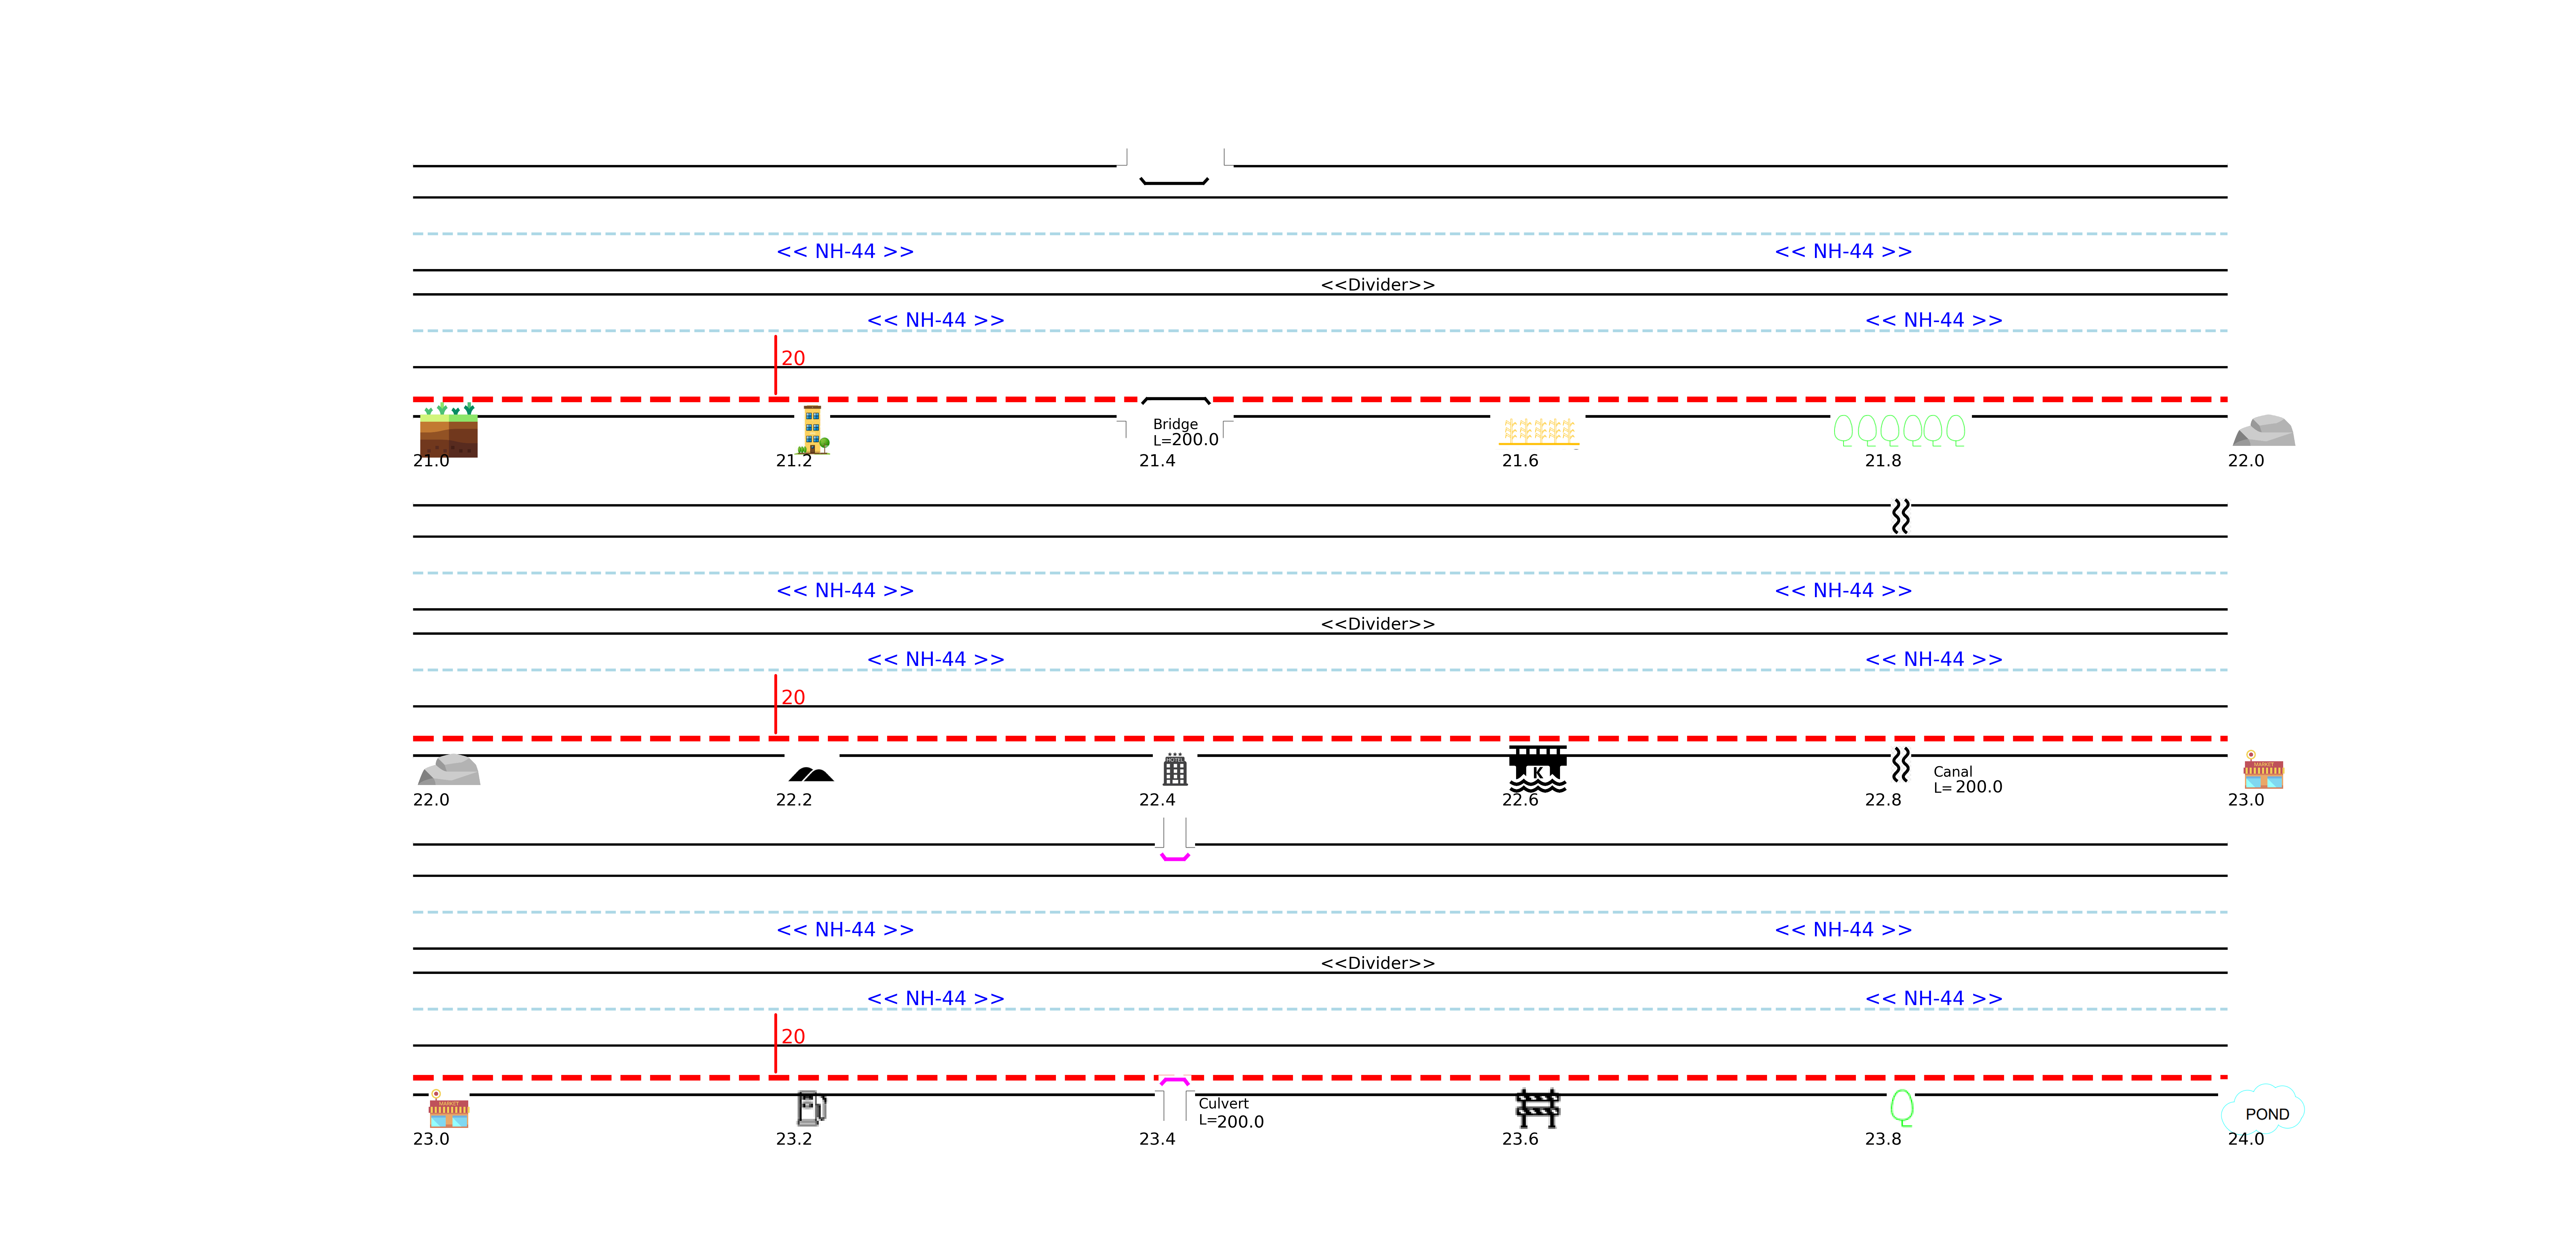 << NH-44 >> << NH-44 >>
<<Divider>>
<< NH-44 >> << NH-44 >>
20
Bridge
L=200.0
21.0 21.2 21.4 21.6 21.8 22.0
<< NH-44 >> << NH-44 >>
<<Divider>>
<< NH-44 >> << NH-44 >>
20
HOTEL
K
Canal
L= 200.0
22.0 22.2 22.4 22.6 22.8 23.0
MARKET
<< NH-44 >> << NH-44 >>
<<Divider>>
<< NH-44 >> << NH-44 >>
20
MARKET
Culvert
L=200.0
POND
23.0 23.2 23.4 23.6 23.8 24.0